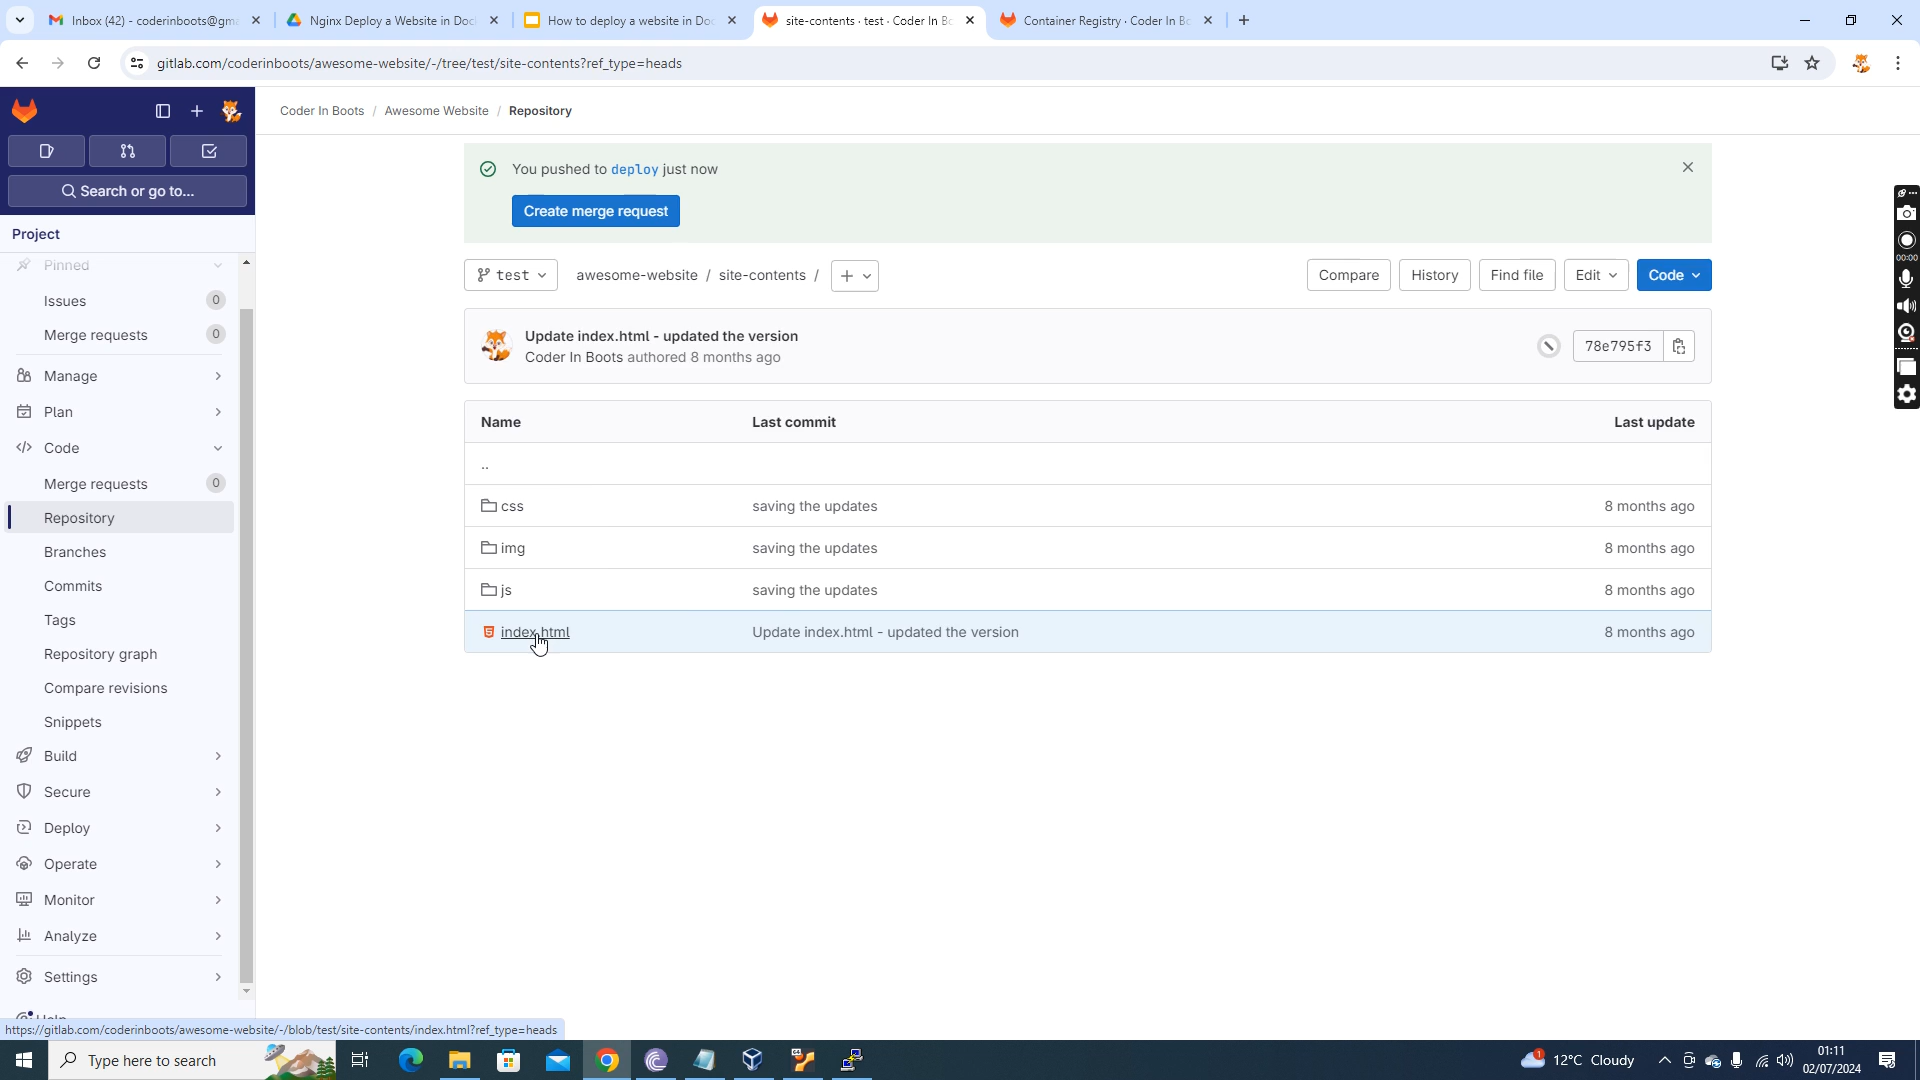 Inbox (42) - coderinboots@gma
Nginx Deploy a Website in Doc
How to deploy a website in Do
site-contents · test · Coder In B
Container Registry · Coder In B
gitlab.com/coderinboots/awesome-website/-/tree/test/site-contents?ref_type=heads
Coder In Boots / Awesome Website / Repository
Search or go to...
Project
Pinned
Issues 0
Merge requests 0
Manage
Plan
Code
Merge requests 0
Repository
Branches
Commits
Tags
Repository graph
Compare revisions
Snippets
Build
Secure
Deploy
Operate
Monitor
Analyze
Settings
You pushed to deploy just now
Create merge request
test
awesome-website / site-contents / +
Compare
History
Find file
Edit
Code
Update index.html - updated the version
Coder In Boots authored 8 months ago
78e795f3
Name Last commit Last update
..
css saving the updates 8 months ago
img saving the updates 8 months ago
js saving the updates 8 months ago
index.html Update index.html - updated the version 8 months ago
00:00
https://gitlab.com/coderinboots/awesome-website/-/blob/test/site-contents/index.html?ref_type=heads
Type here to search
12°C Cloudy
01:11
02/07/2024